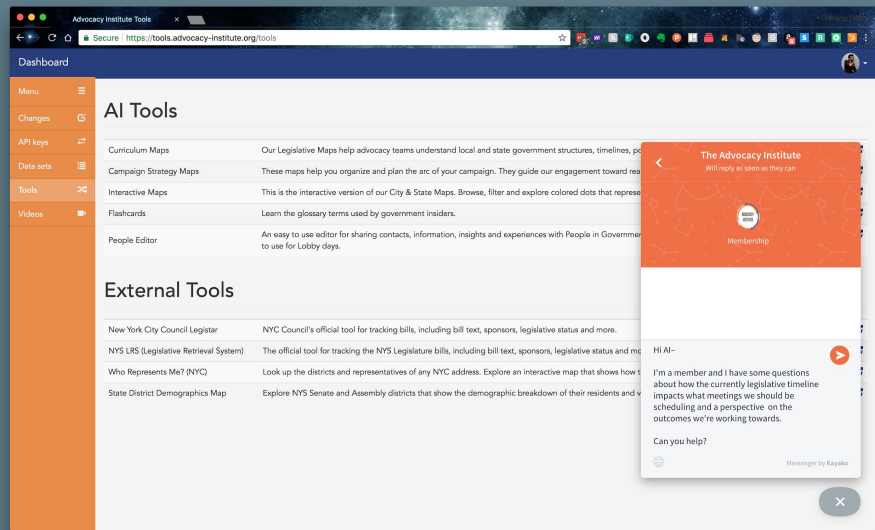 Advocacy Institute Tools
Secure https://tools.advocacy-institute.org/tools
Dashboard
Menu
Changes
API keys
Data sets
Tools
Videos
AI Tools
Curriculum Maps Our Legislative Maps help advocacy teams understand local and state government structures, timelines,
Campaign Strategy Maps These maps help you organize and plan the arc of your campaign. They guide our engagement toward
Interactive Maps This is the interactive version of our City & State Maps. Browse, filter and explore colored dots that
Flashcards Learn the glossary terms used by government insiders.
People Editor An easy to use editor for sharing contacts, information, insights and experiences with People in
to use for Lobby days.
External Tools
New York City Council Legistar NYC Council's official tool for tracking bills, including bill text, sponsors, legislative status and more.
NYS LRS (Legislative Retrieval System) The official tool for tracking the NYS Legislature bills, including bill text, sponsors, legislative status and
Who Represents Me? (NYC) Look up the districts and representatives of any NYC address. Explore an interactive map that shows how
State District Demographics Map Explore NYS Senate and Assembly districts that show the demographic breakdown of their residents and
The Advocacy Institute
Will reply as soon as they can
Membership
Hi AI–
I'm a member and I have some questions
about how the currently legislative timeline
impacts what meetings we should be
scheduling and a perspective on the
outcomes we're working towards.
Can you help?
Messenger by Kayako